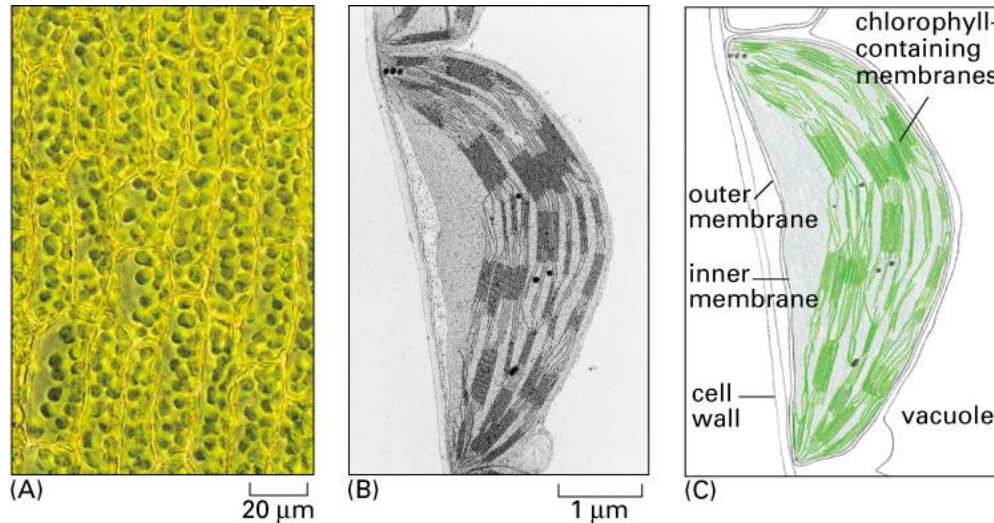 chlorophyll-
containing
membranes
outer
membrane
inner
membrane
cell
wall
vacuole
(A)
20 µm
(B)
1 µm
(C)